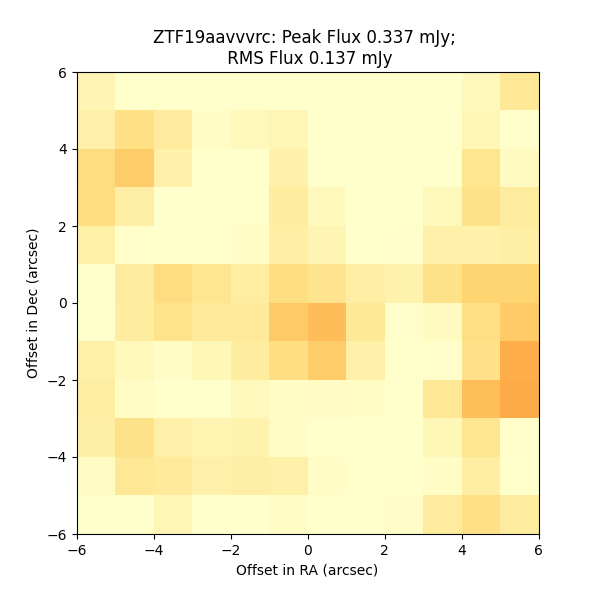 ZTF19aavvvrc: Peak Flux 0.337 mJy;
RMS Flux 0.137 mJy
6
4
2
0
−2
−4
−6
Offset in Dec (arcsec)
−6 −4 −2 0 2 4 6
Offset in RA (arcsec)